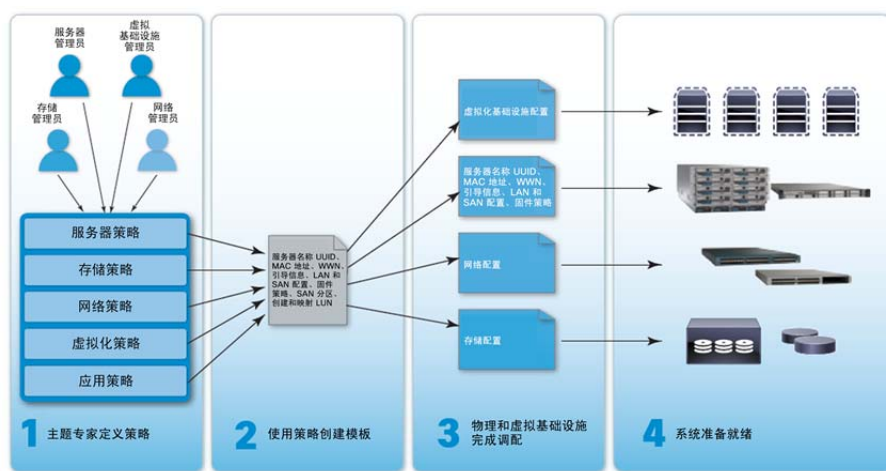 服务器
管理员
虚拟
基础设施
管理员
存储
管理员
网络
管理员
服务器策略
存储策略
网络策略
虚拟化策略
应用策略
1 主题专家定义策略
服务器名称 UUID、
MAC 地址、WWN、
引导信息、LAN 和
SAN 配置、固件
策略、SAN 分区、
创建和映射 LUN
2 使用策略创建模板
虚拟化基础设施配置
服务器名称 UUID、
MAC 地址、WWN、
引导信息、LAN 和
SAN 配置、固件策略
网络配置
存储配置
3 物理和虚拟基础设施
完成调配
4 系统准备就绪